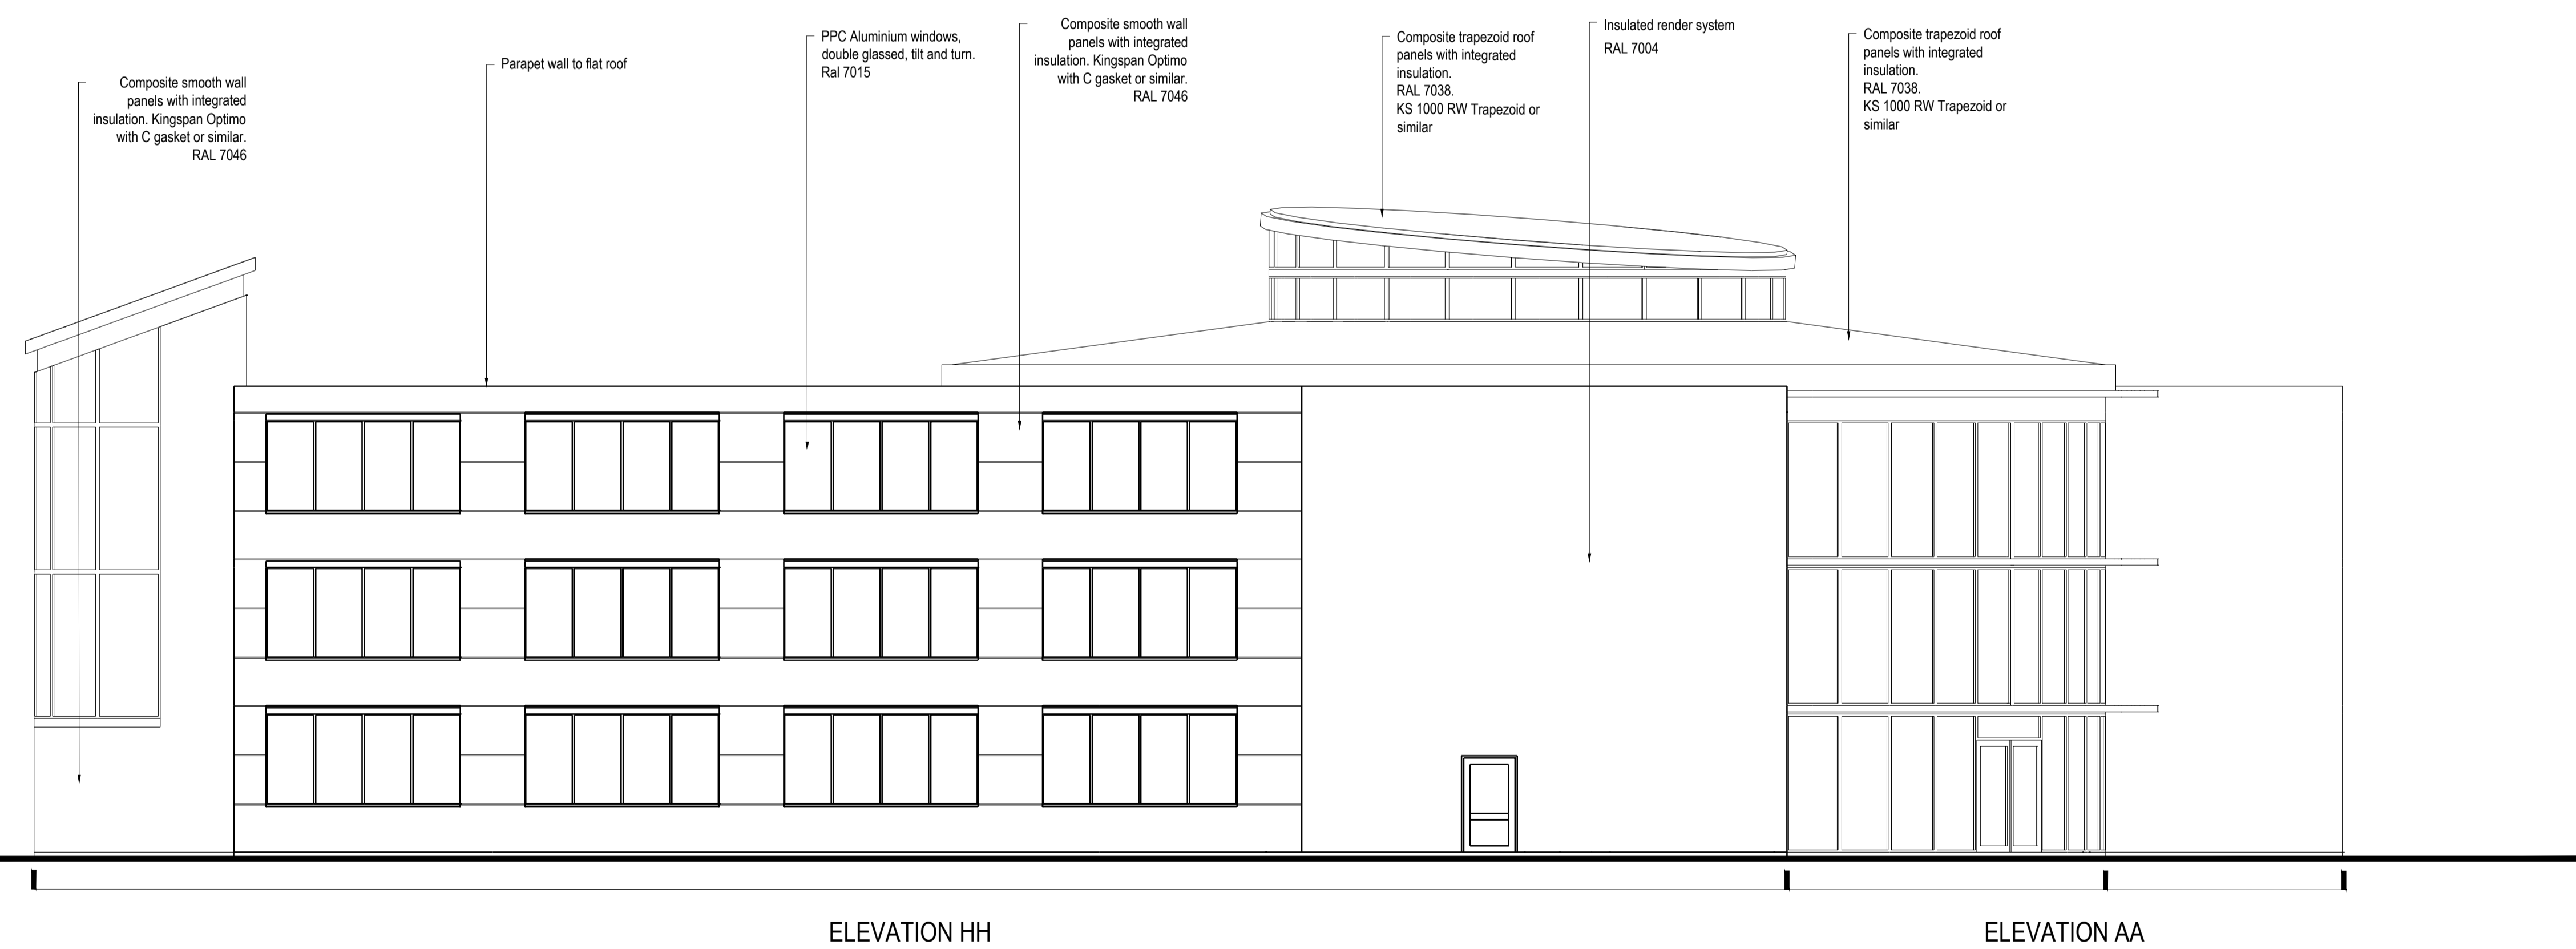 Composite smooth wall
panels with integrated
insulation. Kingspan Optimo
with C gasket or similar.
RAL 7046
Parapet wall to flat roof
PPC Aluminium windows,
double glassed, tilt and turn.
Ral 7015
Composite smooth wall
panels with integrated
insulation. Kingspan Optimo
with C gasket or similar.
RAL 7046
Composite trapezoid roof
panels with integrated
insulation.
RAL 7038.
KS 1000 RW Trapezoid or
similar
Insulated render system
RAL 7004
Composite trapezoid roof
panels with integrated
insulation.
RAL 7038.
KS 1000 RW Trapezoid or
similar
ELEVATION HH
ELEVATION AA